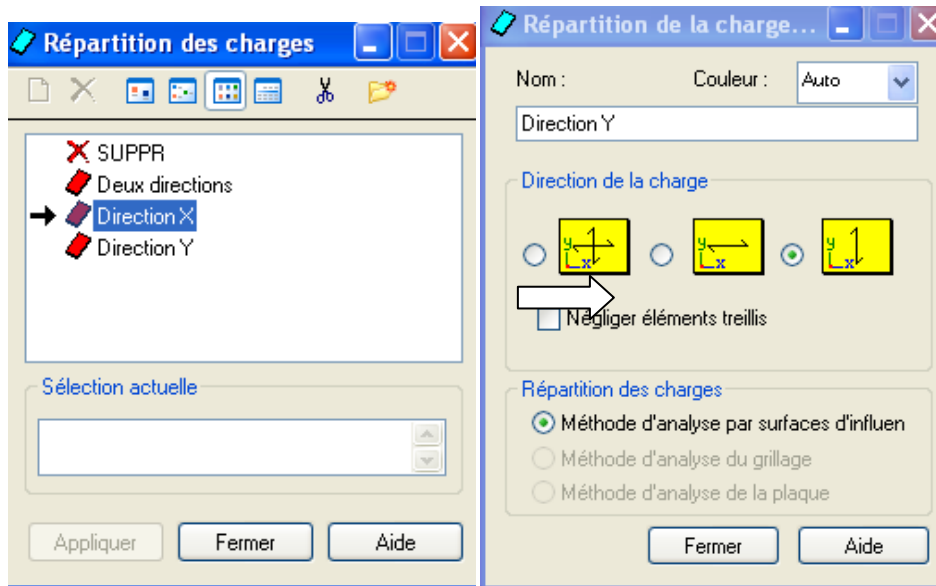 Répartition des charges
SUPPR
Deux directions
Direction X
Direction Y
Sélection actuelle
Appliquer Fermer Aide
Répartition de la charge...
Nom : Couleur : Auto
Direction Y
Direction de la charge
y x y x y x
Négliger éléments treillis
Répartition des charges
Méthode d'analyse par surfaces d'influen
Méthode d'analyse du grillage
Méthode d'analyse de la plaque
Fermer Aide